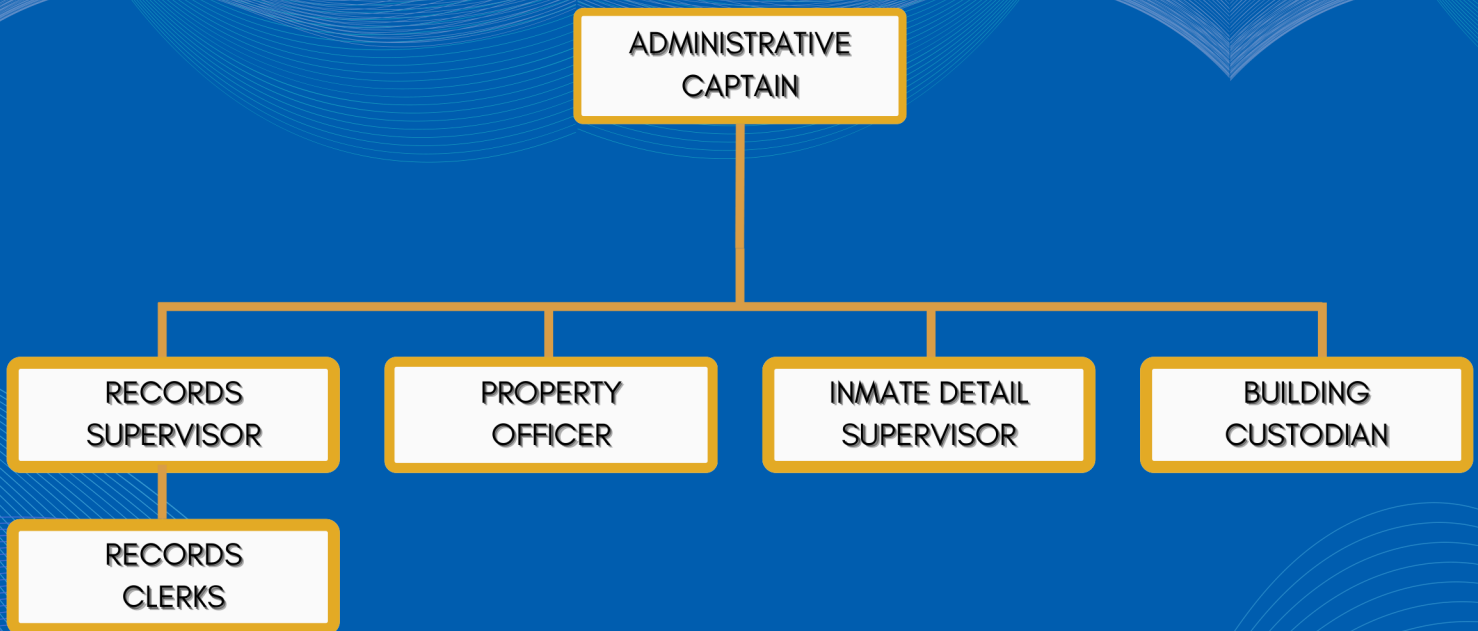 ADMINISTRATIVE
CAPTAIN
RECORDS
SUPERVISOR
PROPERTY
OFFICER
INMATE DETAIL
SUPERVISOR
BUILDING
CUSTODIAN
RECORDS
CLERKS